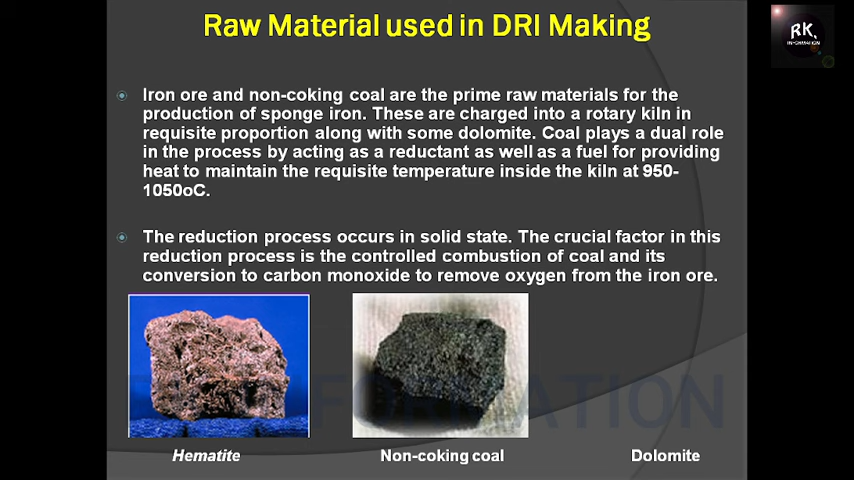 Raw Material used in DRI Making
RK.
INFORMATION
Iron ore and non-coking coal are the prime raw materials for the
production of sponge iron. These are charged into a rotary kiln in
requisite proportion along with some dolomite. Coal plays a dual role
in the process by acting as a reductant as well as a fuel for providing
heat to maintain the requisite temperature inside the kiln at 950-
1050oC.
The reduction process occurs in solid state. The crucial factor in this
reduction process is the controlled combustion of coal and its
conversion to carbon monoxide to remove oxygen from the iron ore.
Hematite Non-coking coal Dolomite